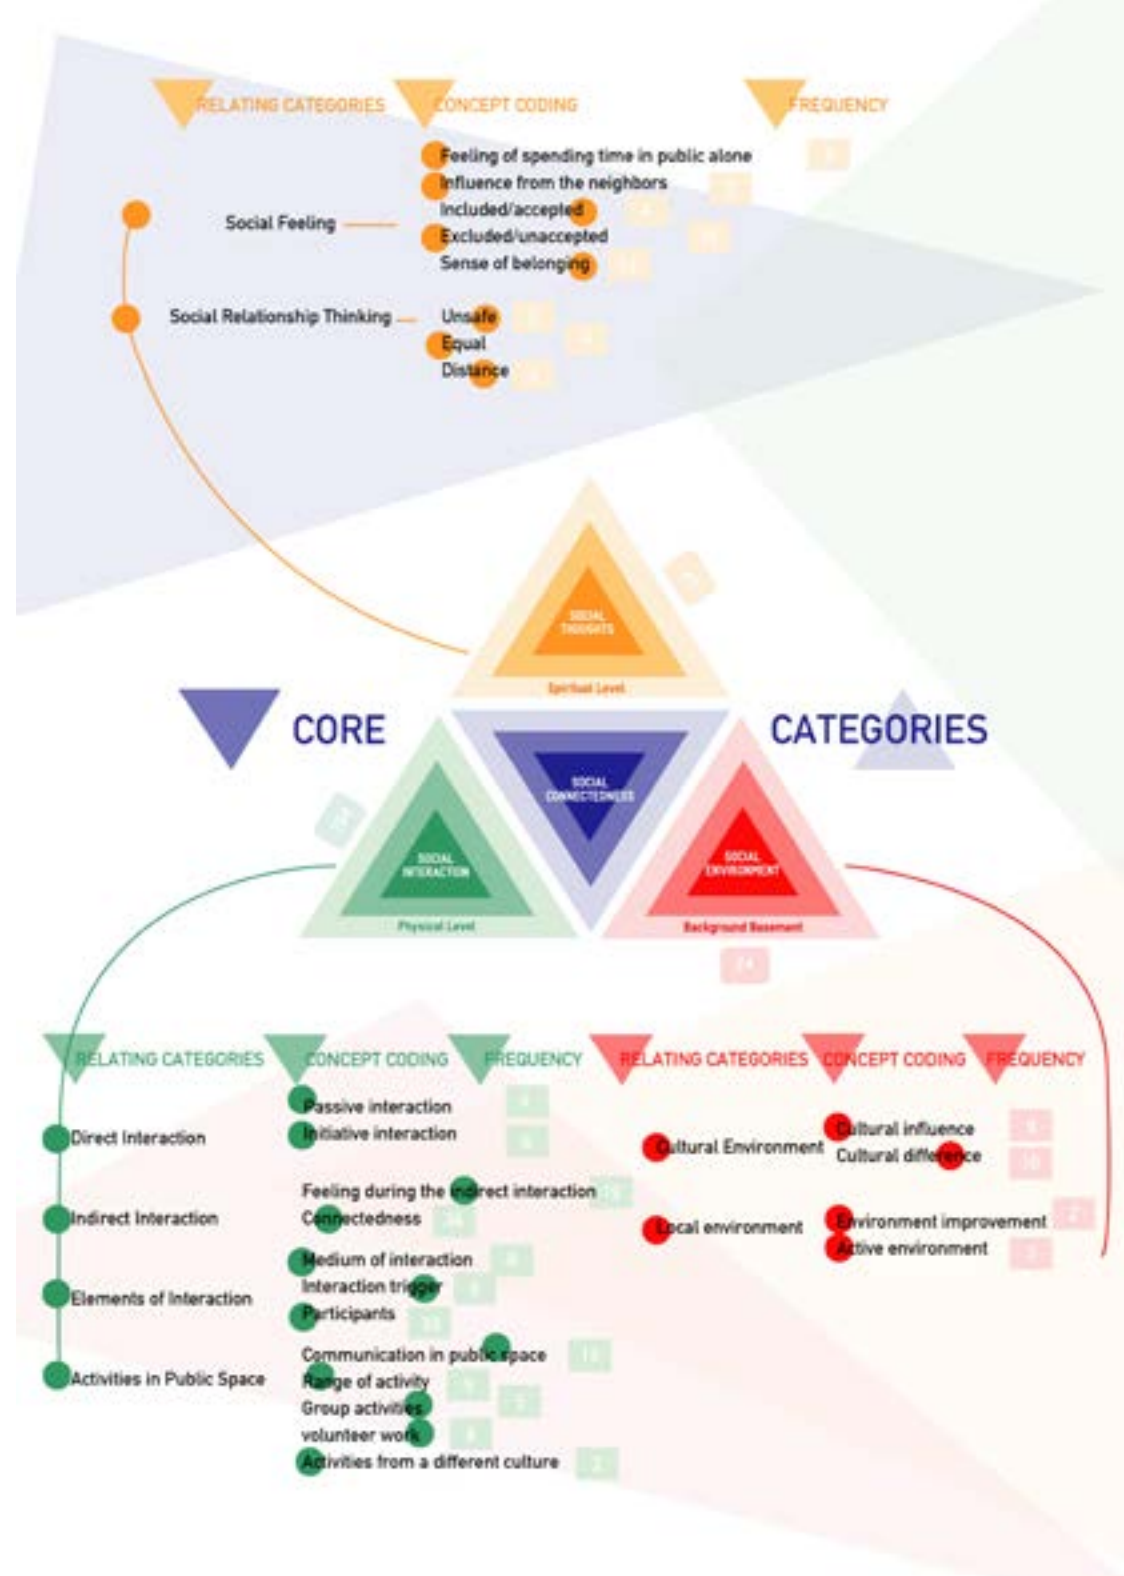 RELATING CATEGORIES CONCEPT CODING FREQUENCY
Feeling of spending time in public alone
Influence from the neighbors
Social Feeling
Included/accepted
Excluded/unaccepted
Sense of belonging
Social Relationship Thinking
Unsafe
Equal
Distance
SOCIAL
THOUGHTS
Spiritual Level
CORE CATEGORIES
SOCIAL
CONNECTEDNESS
SOCIAL
INTERACTION
Physical Level
SOCIAL
ENVIRONMENT
Background Basement
24
RELATING CATEGORIES CONCEPT CODING FREQUENCY
Direct Interaction
Passive interaction
Initiative interaction
Indirect Interaction
Feeling during the indirect interaction
Connectedness
Elements of Interaction
Medium of interaction
Interaction trigger
Participants
Activities in Public Space
Communication in public space
Range of activity
Group activities
volunteer work
Activities from a different culture 2
RELATING CATEGORIES CONCEPT CODING FREQUENCY
Cultural Environment
Cultural influence
Cultural difference
Local environment
Environment improvement 2
Active environment